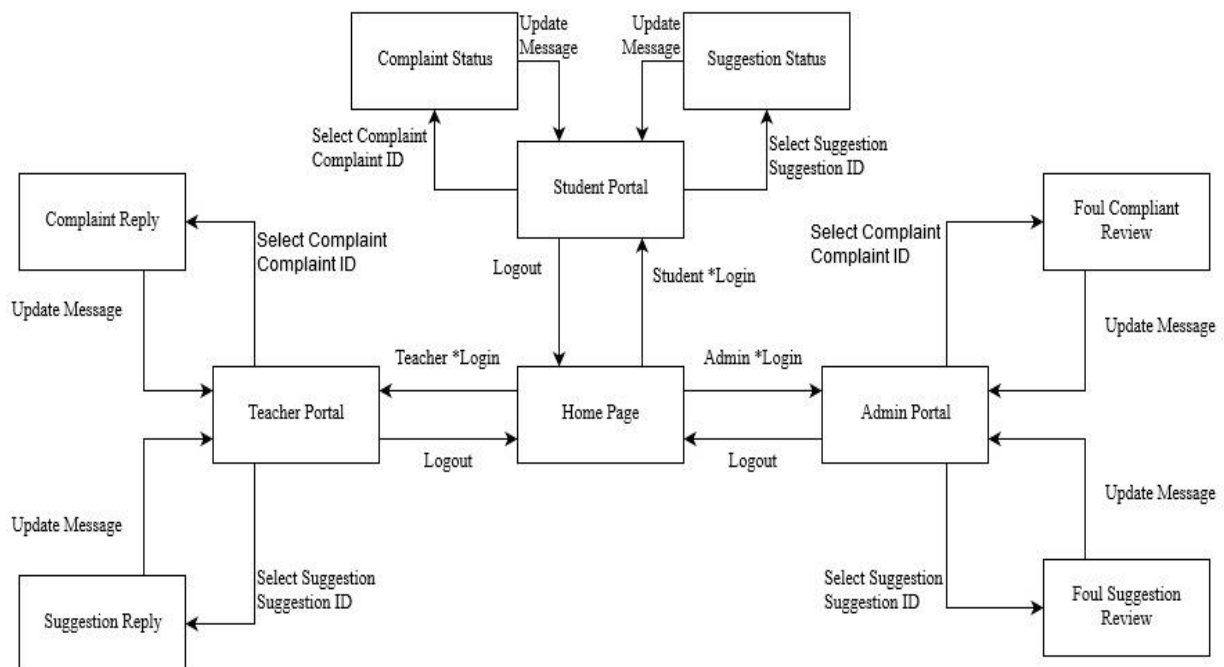 Complaint Status
Update
Message
Update
Message
Suggestion Status
Select Complaint
Complaint ID
Student Portal
Select Suggestion
Suggestion ID
Complaint Reply
Select Complaint
Complaint ID
Select Complaint
Complaint ID
Foul Compliant
Review
Logout
Student *Login
Update Message
Update Message
Teacher *Login
Admin *Login
Teacher Portal
Home Page
Admin Portal
Logout
Logout
Update Message
Update Message
Select Suggestion
Suggestion ID
Select Suggestion
Suggestion ID
Suggestion Reply
Foul Suggestion
Review